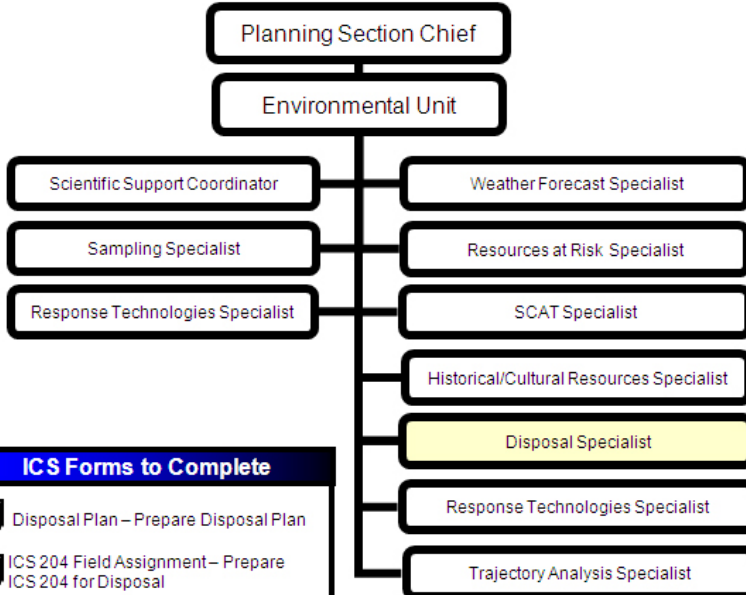 Planning Section Chief
Environmental Unit
Scientific Support Coordinator
Weather Forecast Specialist
Sampling Specialist
Resources at Risk Specialist
Response Technologies Specialist
SCAT Specialist
Historical/Cultural Resources Specialist
Disposal Specialist
Response Technologies Specialist
Trajectory Analysis Specialist
ICS Forms to Complete
Disposal Plan – Prepare Disposal Plan
ICS 204 Field Assignment – Prepare
ICS 204 for Disposal